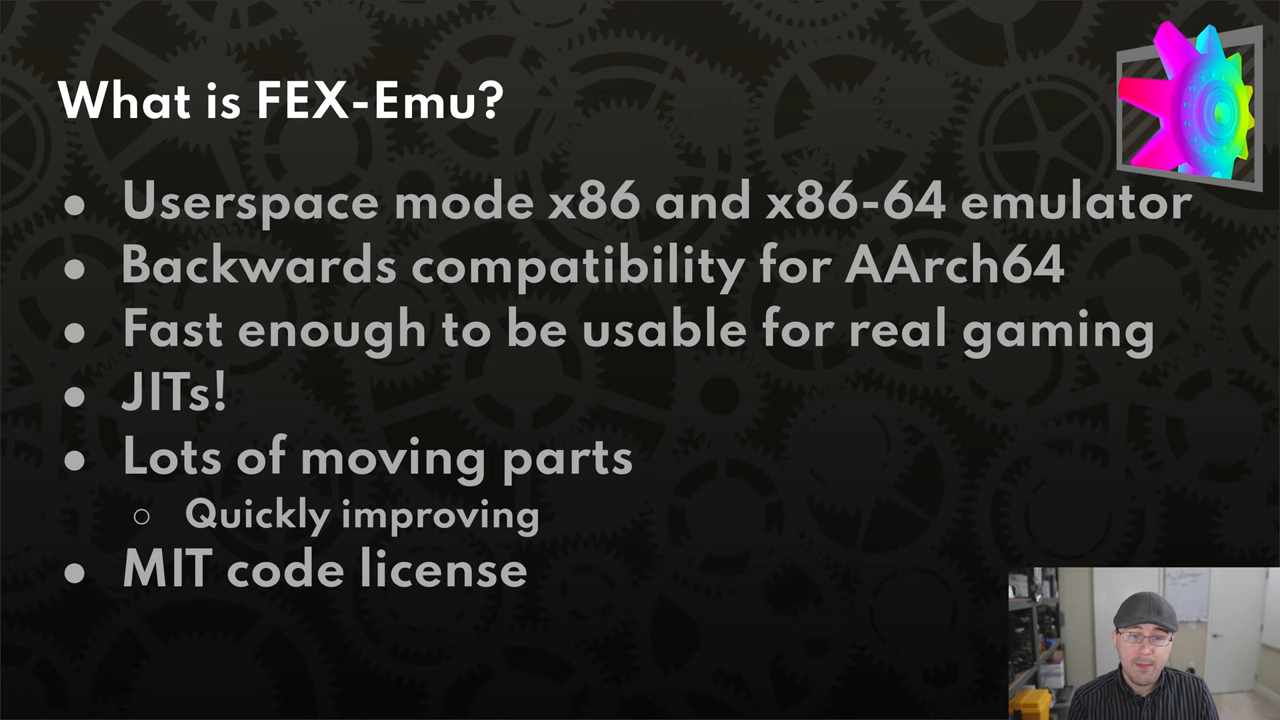 What is FEX-Emu?
● Userspace mode x86 and x86-64 emulator
● Backwards compatibility for AArch64
● Fast enough to be usable for real gaming
● JITs!
● Lots of moving parts
○ Quickly improving
● MIT code license